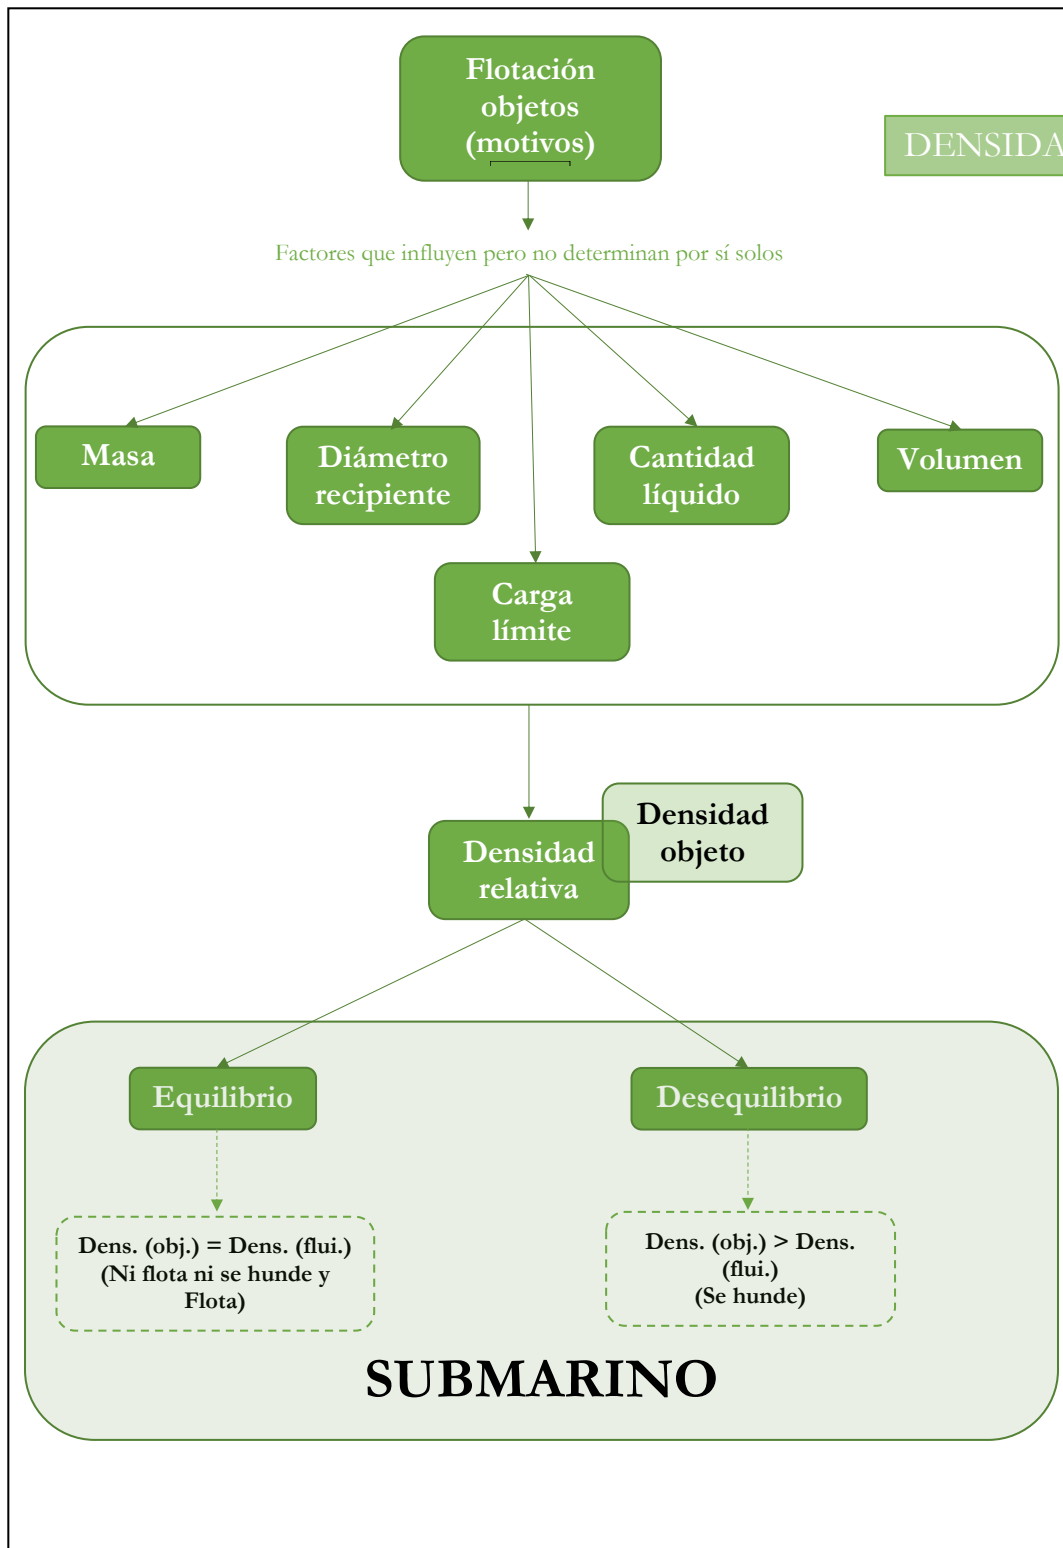 Flotación
objetos
(motivos)
DENSIDA
Factores que influyen pero no determinan por sí solos
Masa
Diámetro
recipiente
Cantidad
líquido
Volumen
Carga
límite
Densidad
objeto
Densidad
relativa
Equilibrio
Desequilibrio
Dens. (obj.) = Dens. (flui.)
(Ni flota ni se hunde y
Flota)
Dens. (obj.) > Dens.
(flui.)
(Se hunde)
SUBMARINO